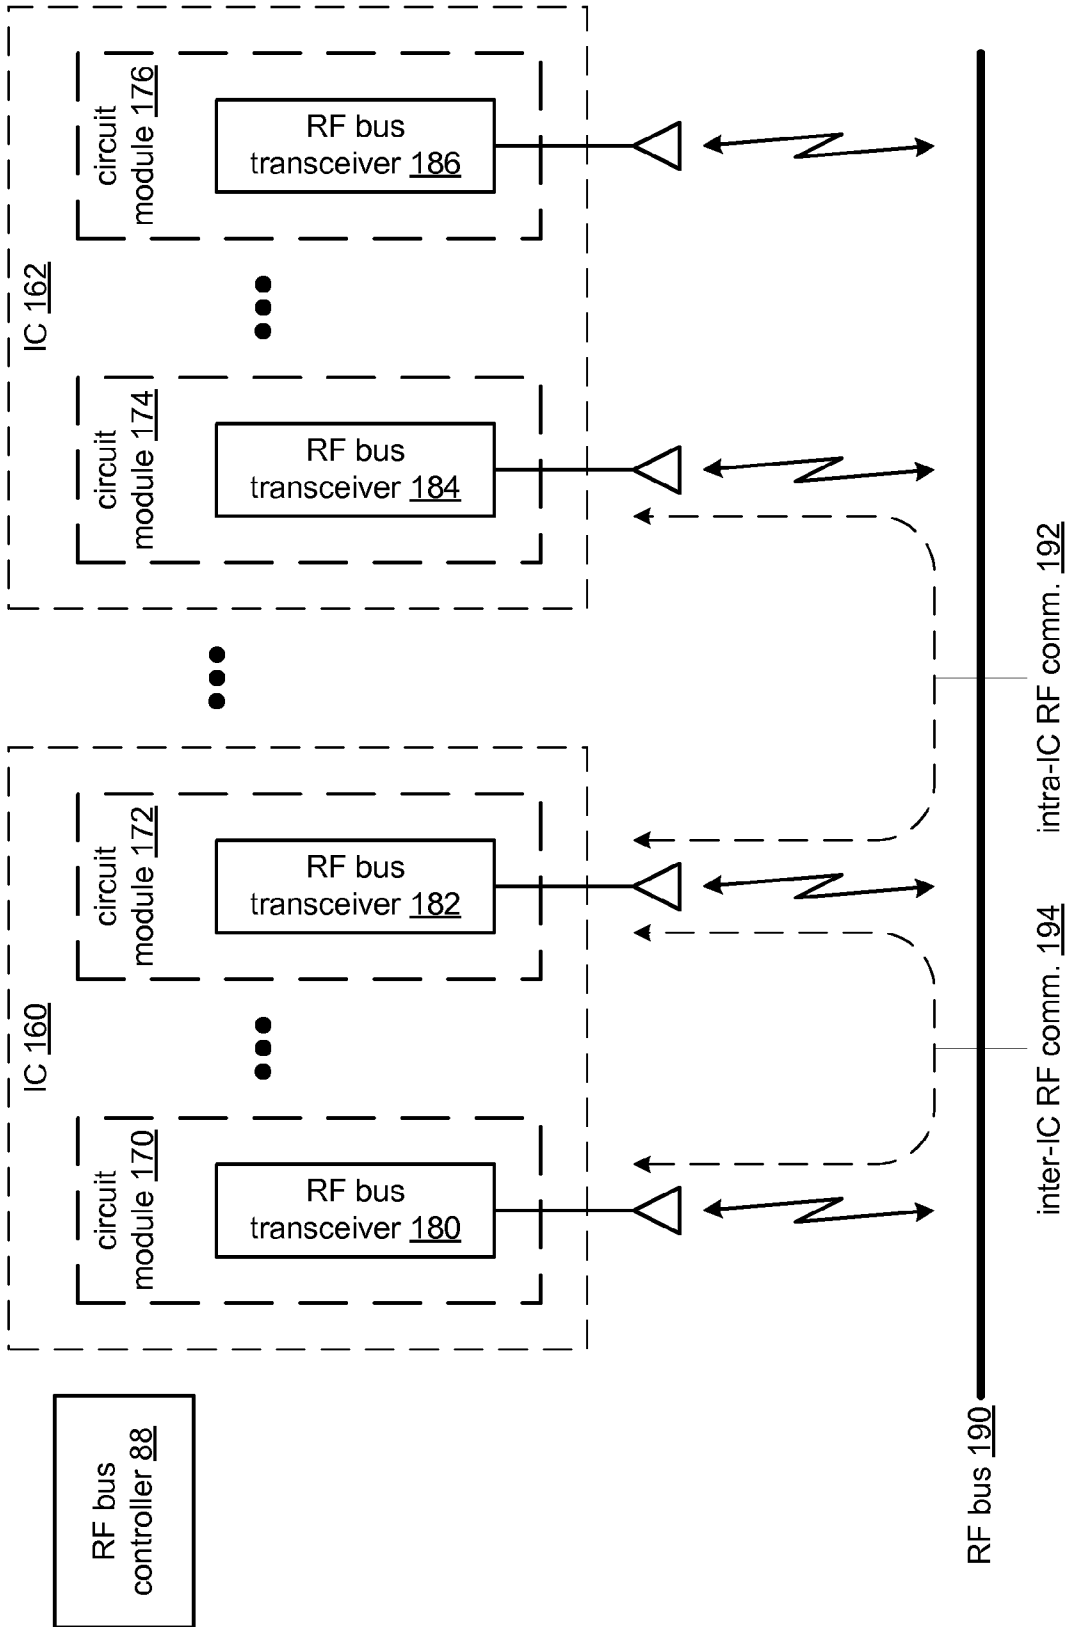 RF bus
controller 88
IC 160
circuit
module 170
RF bus
transceiver 180
circuit
module 172
RF bus
transceiver 182
IC 162
circuit
module 174
RF bus
transceiver 184
circuit
module 176
RF bus
transceiver 186
RF bus 190
inter-IC RF comm. 194
intra-IC RF comm. 192